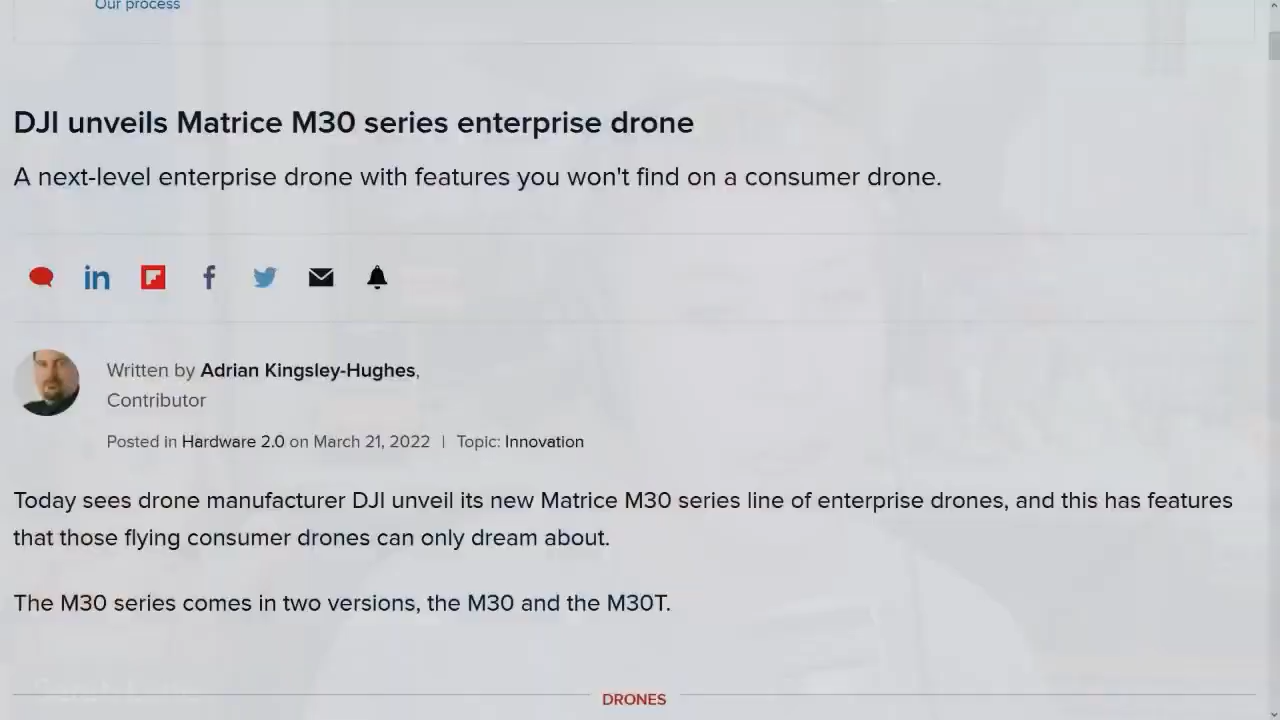 Our process
DJI unveils Matrice M30 series enterprise drone
A next-level enterprise drone with features you won't find on a consumer drone.
in
f
Written by Adrian Kingsley-Hughes,
Contributor
Posted in Hardware 2.0 on March 21, 2022 | Topic: Innovation
Today sees drone manufacturer DJI unveil its new Matrice M30 series line of enterprise drones, and this has features
that those flying consumer drones can only dream about.
The M30 series comes in two versions, the M30 and the M30T.
DRONES